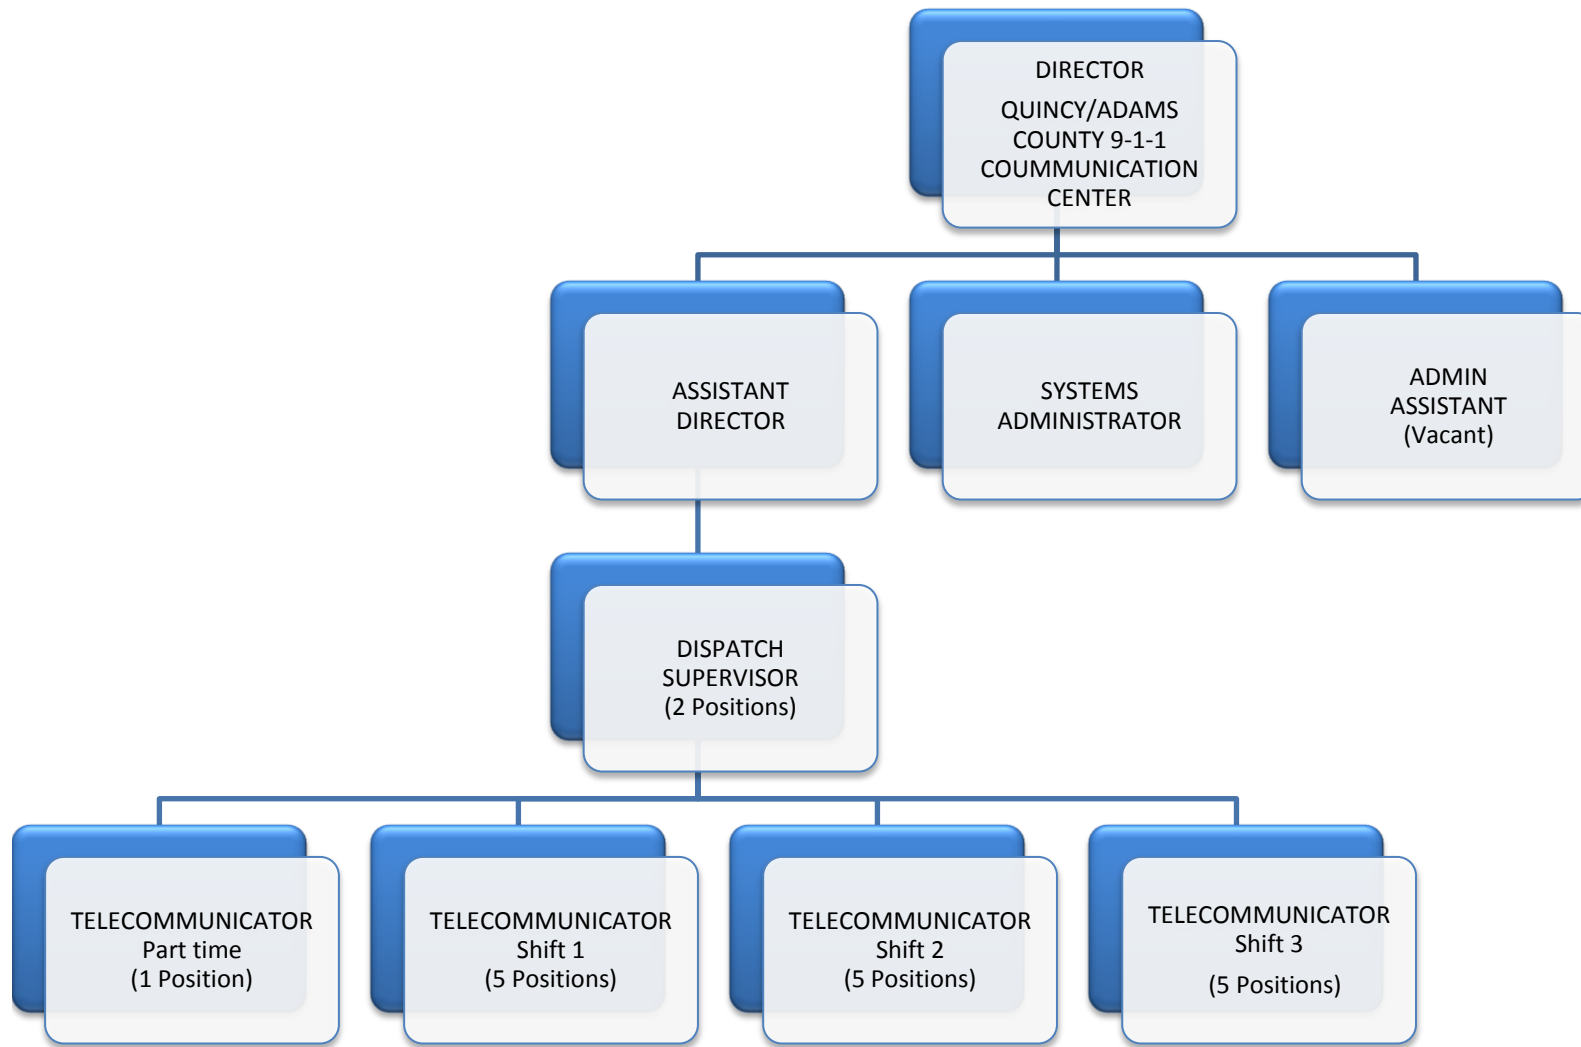 DIRECTOR
QUINCY/ADAMS
COUNTY 9-1-1
COUMMUNICATION
CENTER
ASSISTANT
DIRECTOR
SYSTEMS
ADMINISTRATOR
ADMIN
ASSISTANT
(Vacant)
DISPATCH
SUPERVISOR
(2 Positions)
TELECOMMUNICATOR
Part time
(1 Position)
TELECOMMUNICATOR
Shift 1
(5 Positions)
TELECOMMUNICATOR
Shift 2
(5 Positions)
TELECOMMUNICATOR
Shift 3
(5 Positions)